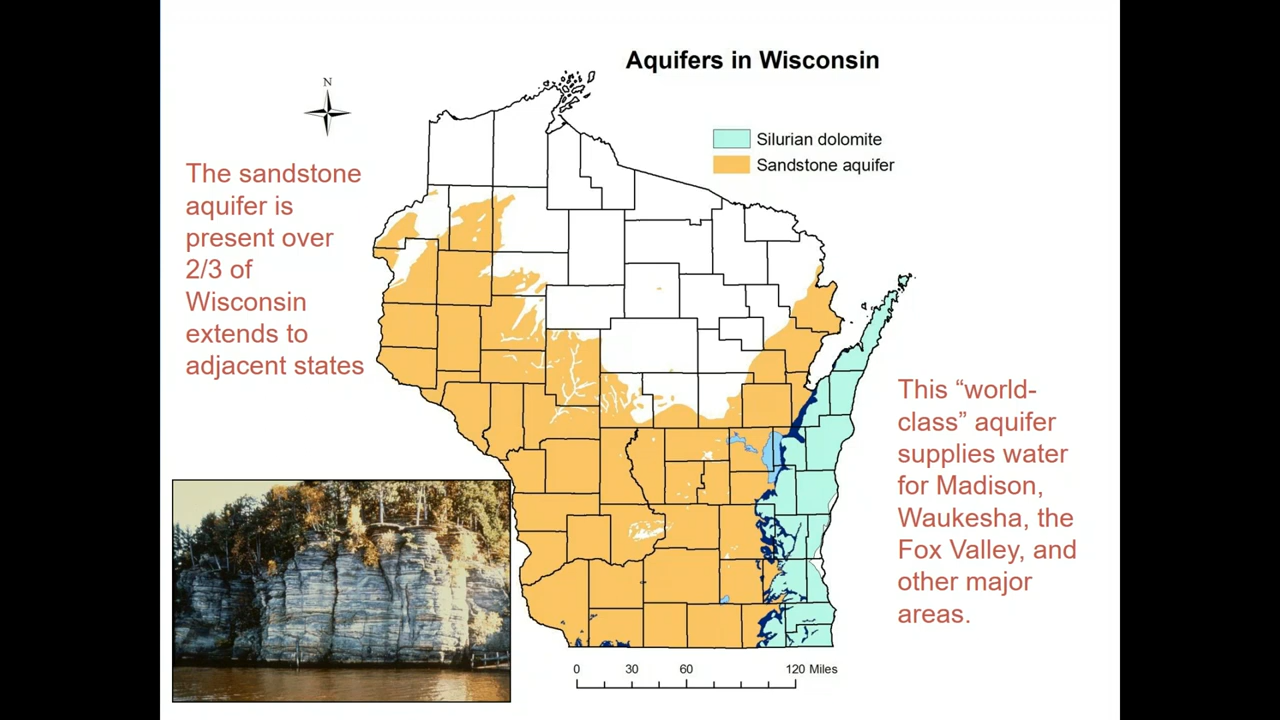 Aquifers in Wisconsin
N
Silurian dolomite
Sandstone aquifer
The sandstone
aquifer is
present over
2/3 of
Wisconsin
extends to
adjacent states
This “world-
class” aquifer
supplies water
for Madison,
Waukesha, the
Fox Valley, and
other major
areas.
0 30 60 120 Miles